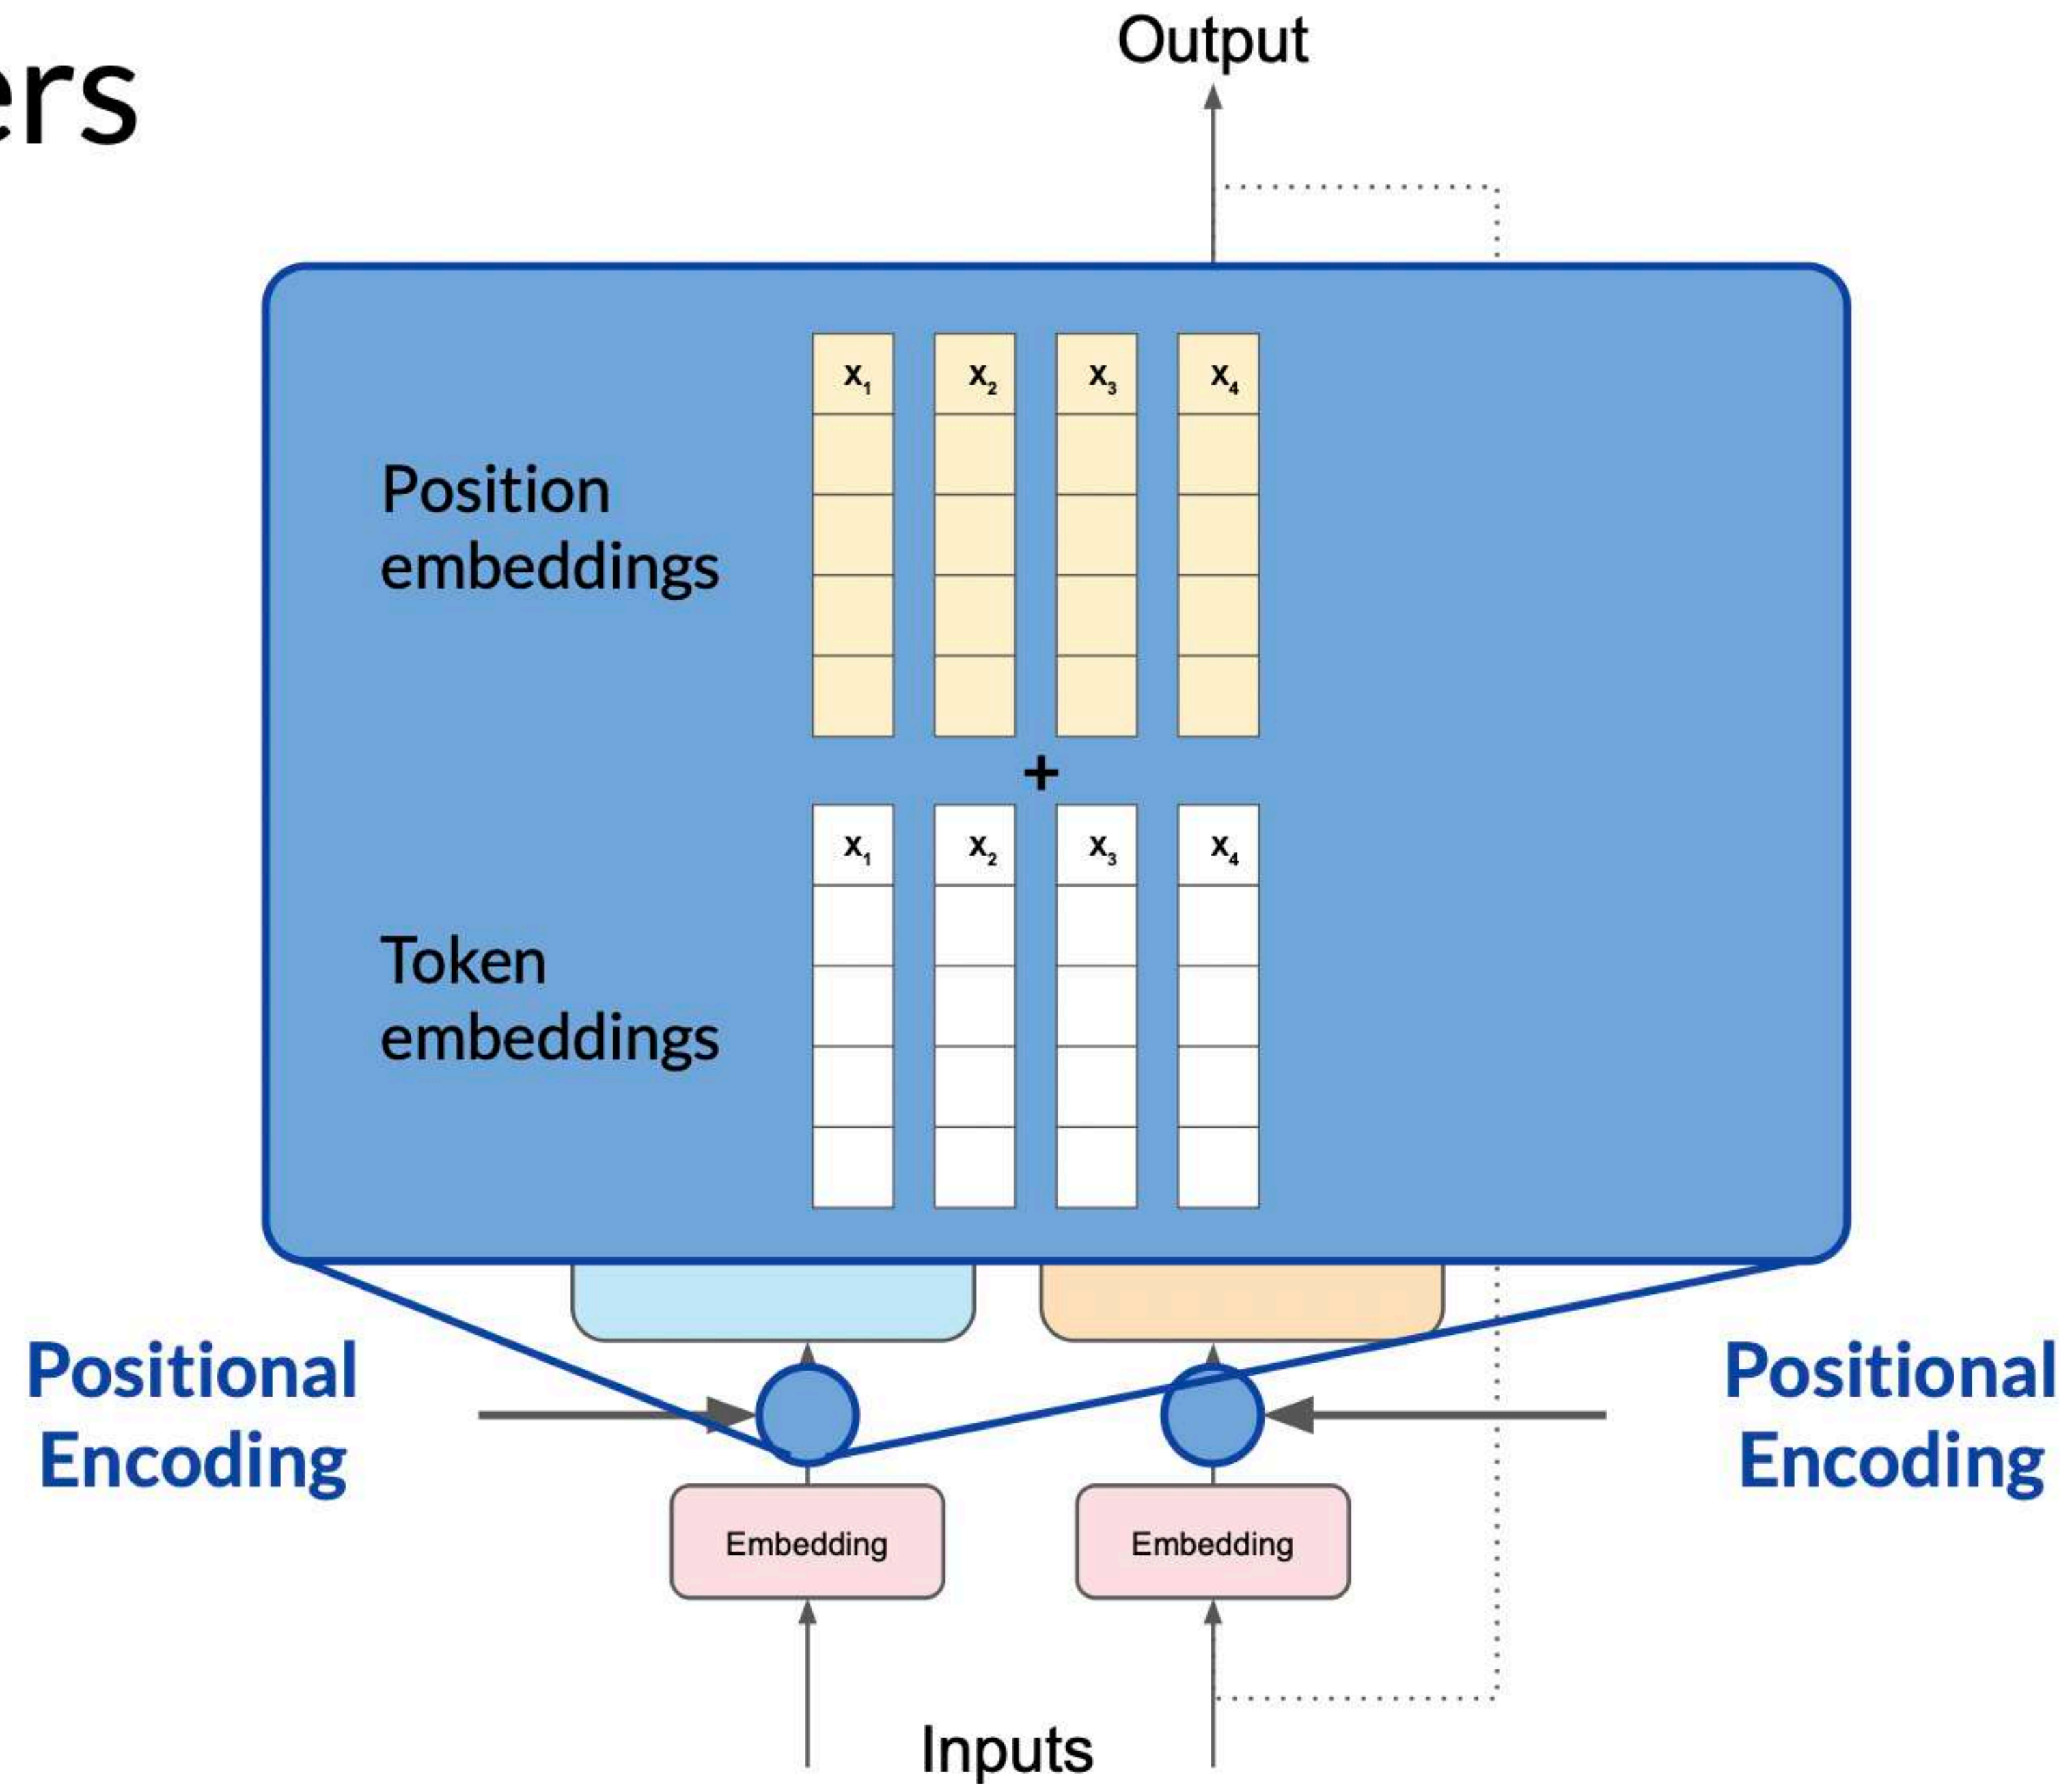 ers
Output
x1 x2 x3 x4
Position
embeddings
+
x1 x2 x3 x4
Token
embeddings
Positional
Encoding
Positional
Encoding
Embedding
Embedding
Inputs